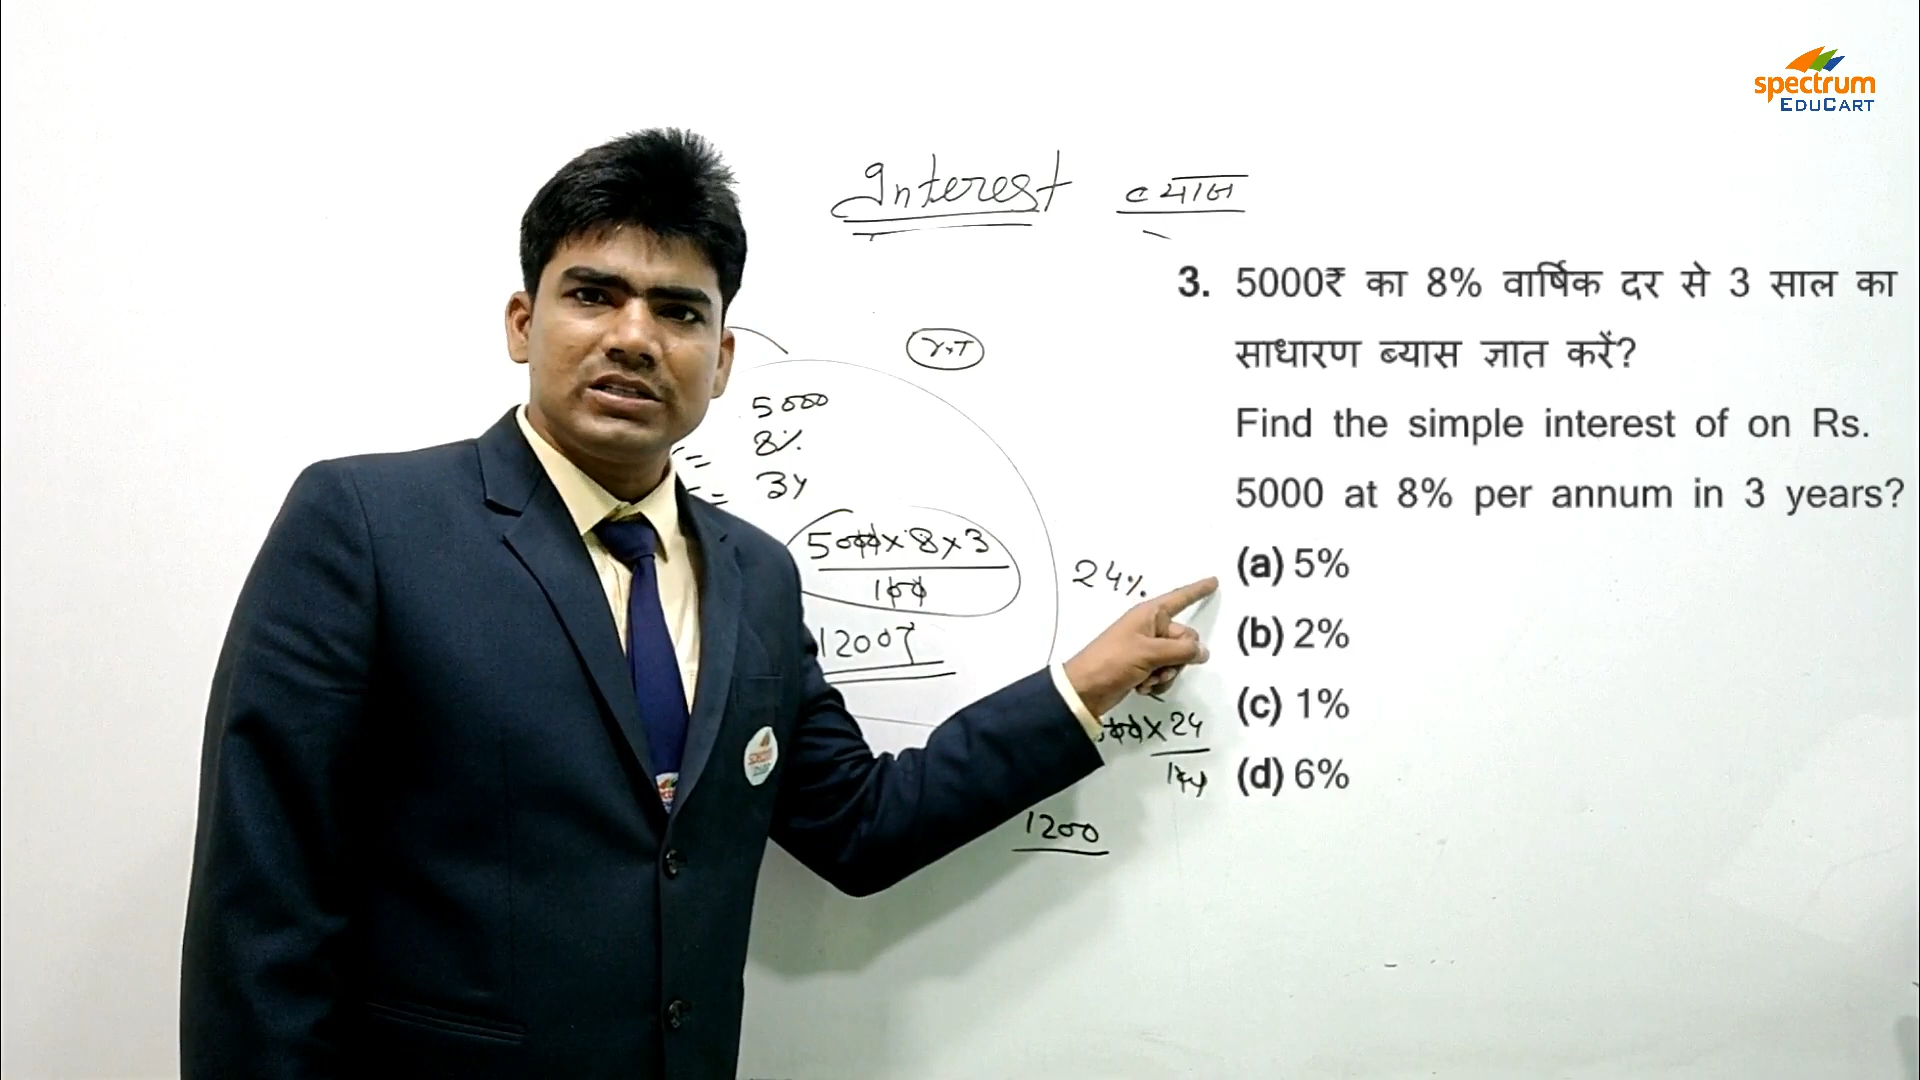 spectrum
EDUCART
Interest ब्याज
3. 5000₹ का 8% वार्षिक दर से 3 साल का
साधारण ब्यास ज्ञात करें?
Find the simple interest of on Rs.
5000 at 8% per annum in 3 years?
(a) 5%
(b) 2%
(c) 1%
(d) 6%
r×T
5000
= 8%
= 3y
5000×8×3
100
1200₹
24%
×24
100
1200
spectrum